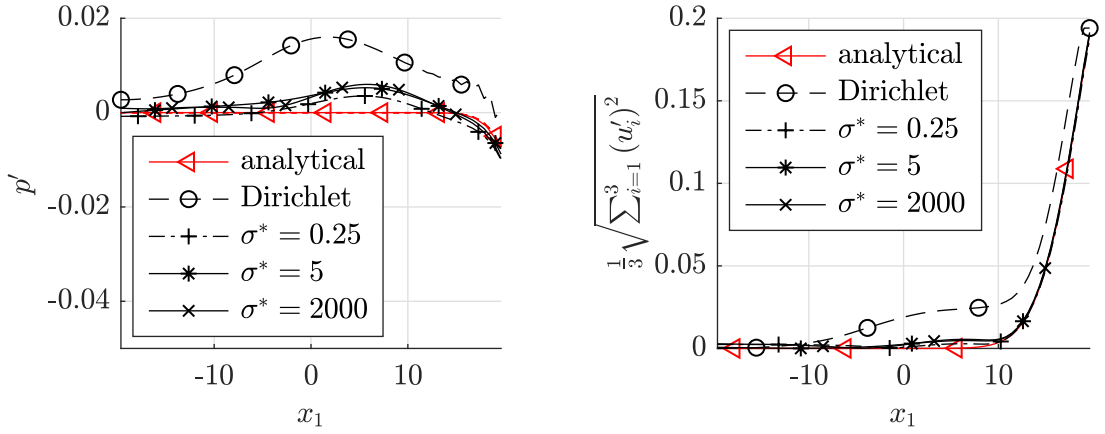 0.02
0
-0.02
-0.04
p′
analytical
Dirichlet
σ* = 0.25
σ* = 5
σ* = 2000
-10
0
10
x₁
0.2
0.15
0.1
0.05
0
1/3 √(∑³ᵢ₌₁ (u′ᵢ)²)
analytical
Dirichlet
σ* = 0.25
σ* = 5
σ* = 2000
-10
0
10
x₁